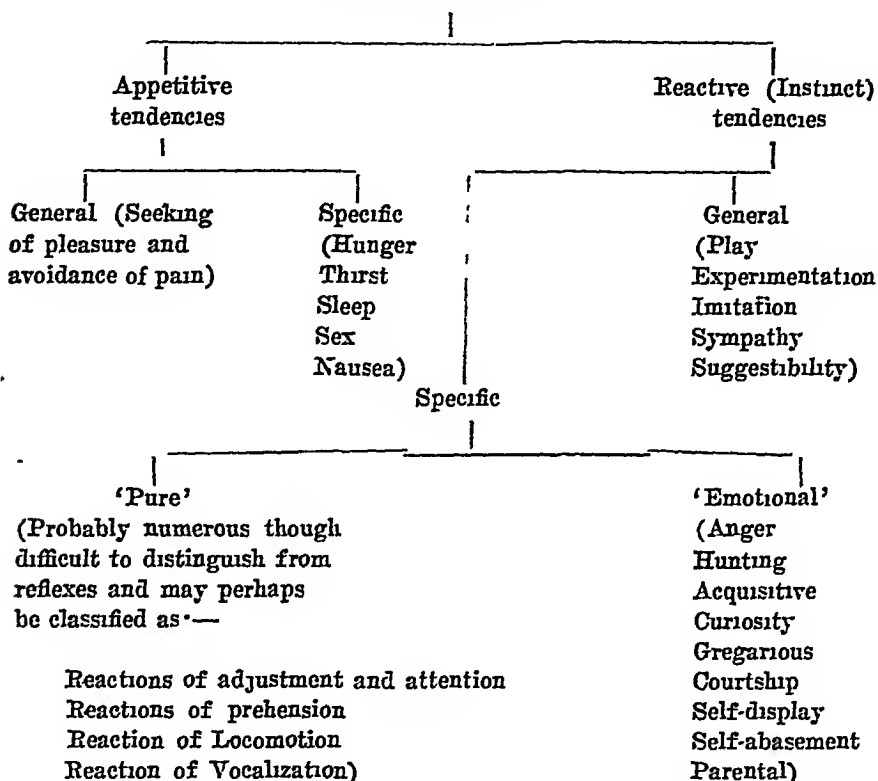 Appetitive
tendencies
Reactive (Instinct)
tendencies
General (Seeking
of pleasure and
avoidance of pain)
Specific
(Hunger
Thirst
Sleep
Sex
Nausea)
General
(Play
Experimentation
Imitation
Sympathy
Suggestibility)
Specific
‘Pure’
(Probably numerous though
difficult to distinguish from
reflexes and may perhaps
be classified as·—
Reactions of adjustment and attention
Reactions of prehension
Reaction of Locomotion
Reaction of Vocalization)
‘Emotional’
(Anger
Hunting
Acquisitive
Curiosity
Gregarious
Courtship
Self-display
Self-abasement
Parental)